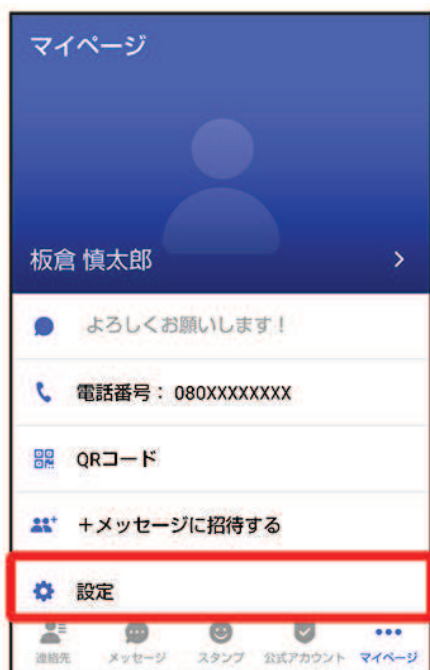 マイページ
板倉 慎太郎
よろしくお願いします！
電話番号： 080XXXXXXXX
QRコード
＋メッセージに招待する
設定
連絡先 メッセージ スタンプ 公式アカウント マイページ